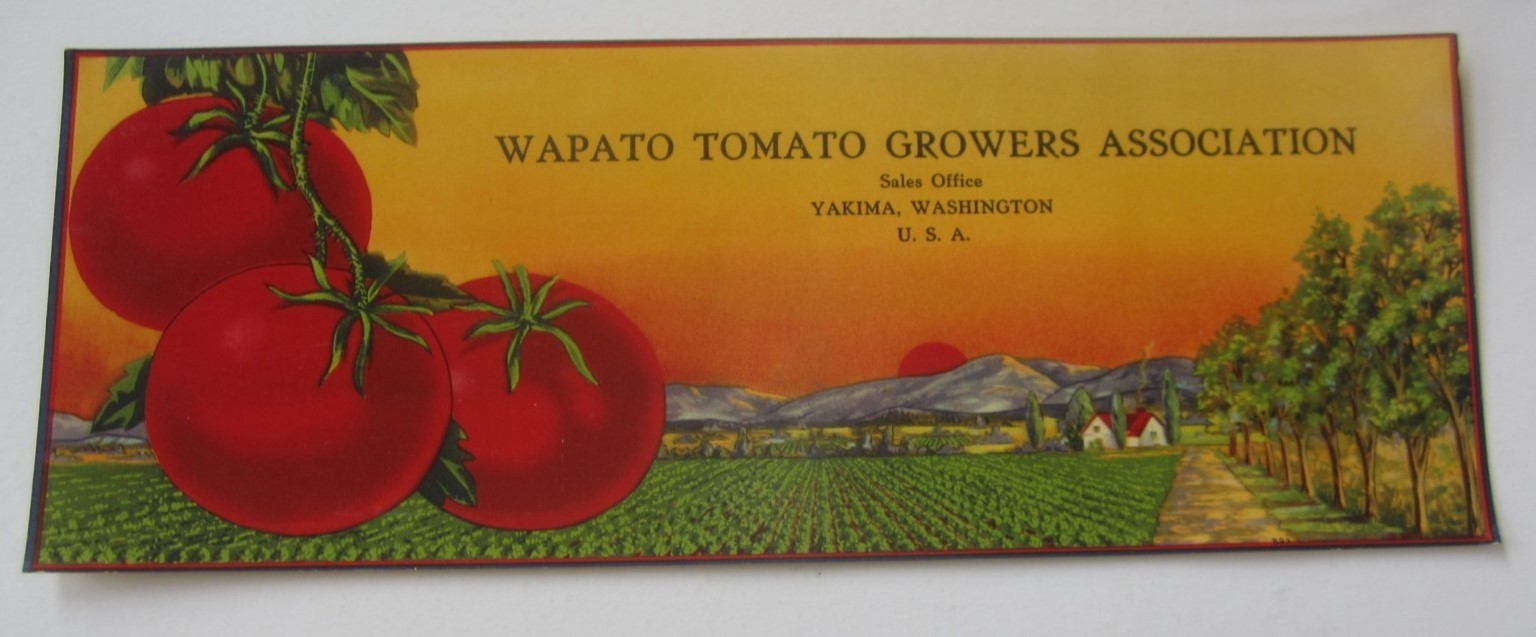 WAPATO TOMATO GROWERS ASSOCIATION
Sales Office
YAKIMA, WASHINGTON
U. S. A.